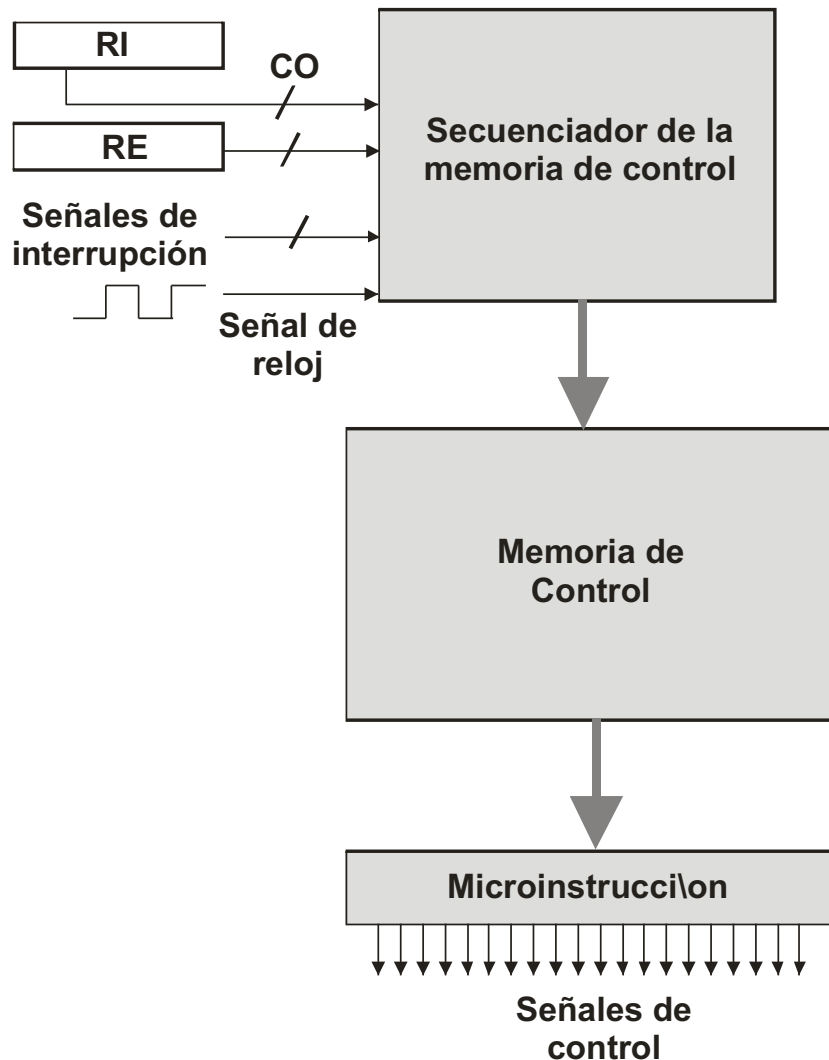 RI
CO
RE
Secuenciador de la
memoria de control
Señales de
interrupción
Señal de
reloj
Memoria de
Control
Microinstrucci\on
Señales de
control